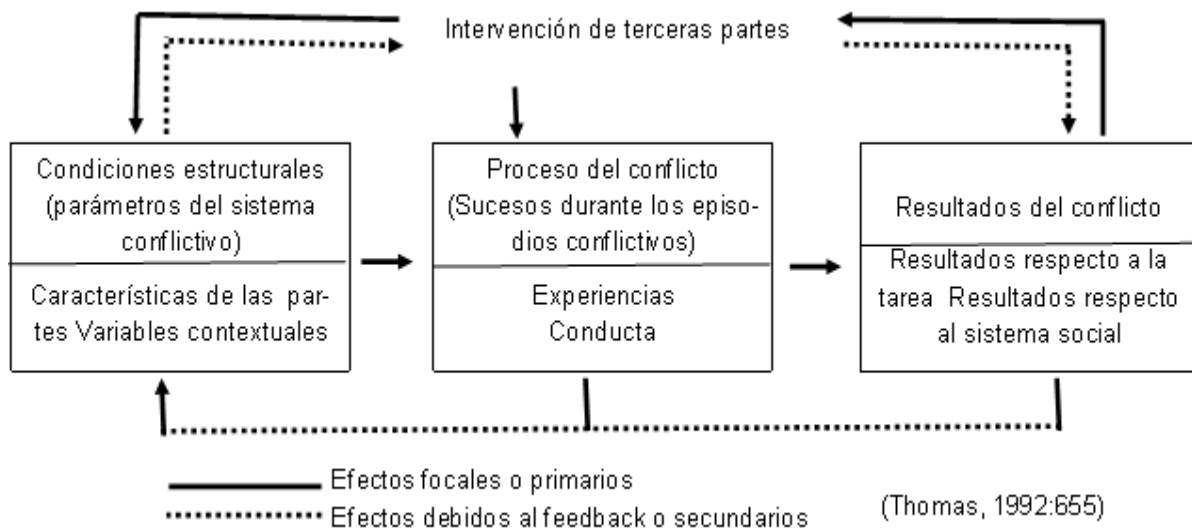 Intervención de terceras partes
Condiciones estructurales
(parámetros del sistema
conflictivo)
Características de las par-
tes Variables contextuales
Proceso del conflicto
(Sucesos durante los episo-
dios conflictivos)
Experiencias
Conducta
Resultados del conflicto
Resultados respecto a la
tarea Resultados respecto
al sistema social
Efectos focales o primarios
Efectos debidos al feedback o secundarios
(Thomas, 1992:655)